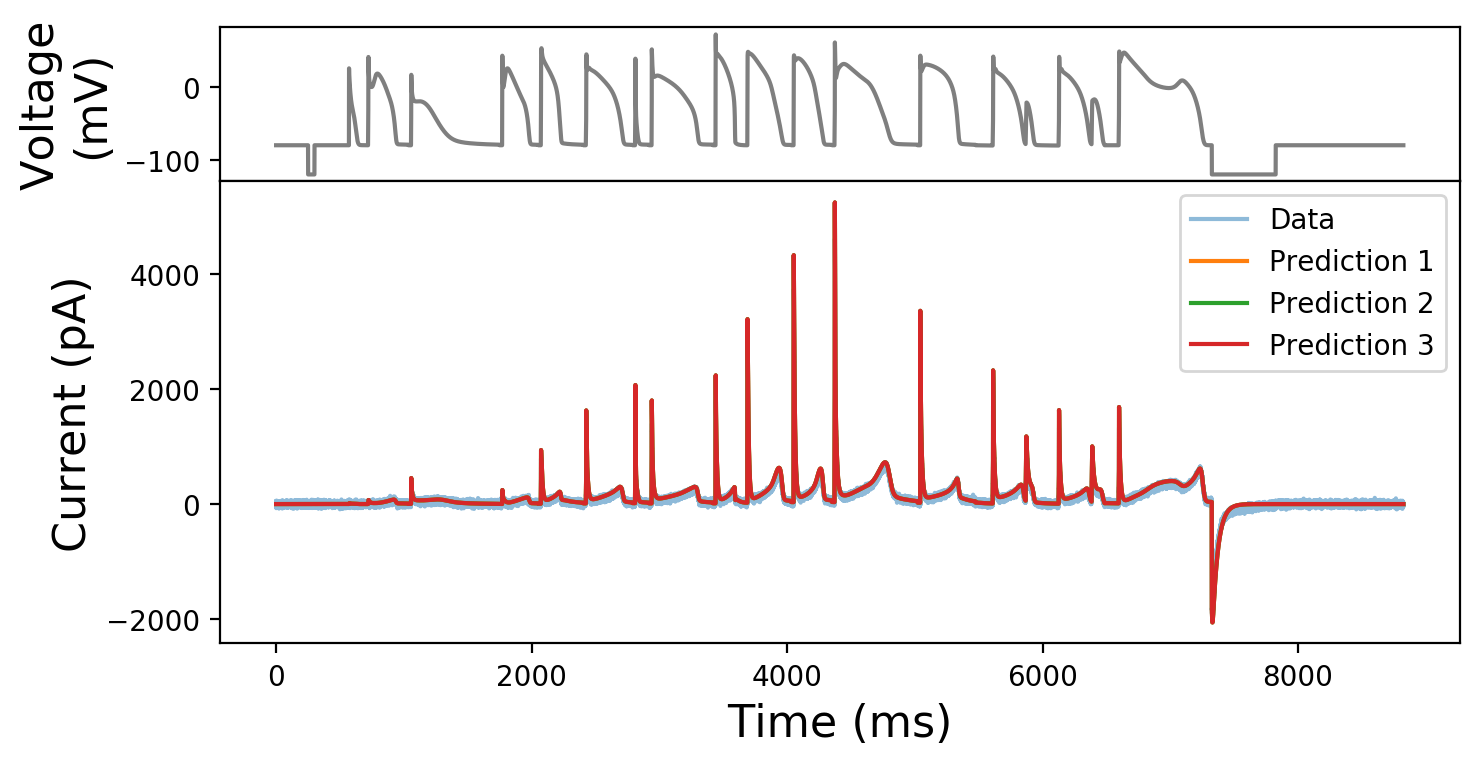 Voltage
(mV)
0
−100
Current (pA)
4000
2000
0
−2000
Data
Prediction 1
Prediction 2
Prediction 3
0 2000 4000 6000 8000
Time (ms)